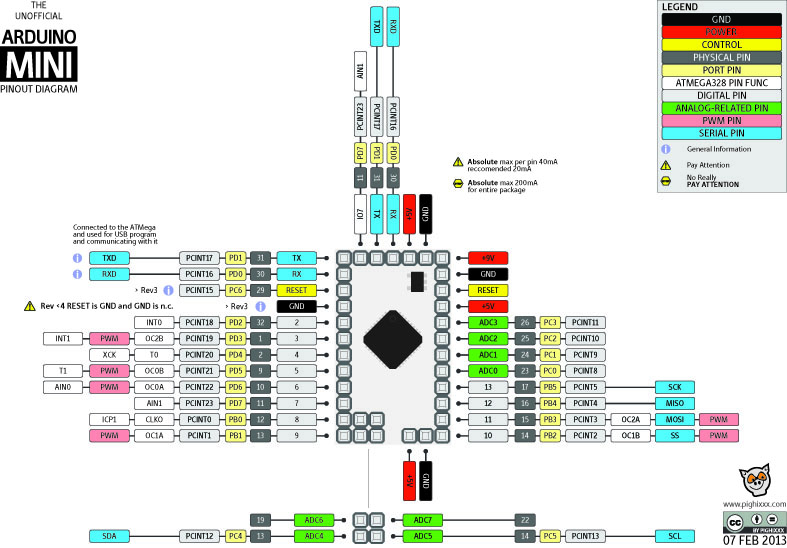 THE
UNOFFICIAL
ARDUINO
MINI
PINOUT DIAGRAM
LEGEND
GND
POWER
CONTROL
PHYSICAL PIN
PORT PIN
ATMEGA328 PIN FUNC
DIGITAL PIN
ANALOG-RELATED PIN
PWM PIN
SERIAL PIN
General Information
Pay Attention
No Really
PAY ATTENTION
TXD
RXD
AIN1
PCINT23
PCINT17
PCINT16
PD7
PD1
PD0
11
31
30
IO7
TX
RX
+5V
GND
Absolute max per pin 40mA
reccomended 20mA
Absolute max 200mA
for entire package
Connected to the ATMega
and used for USB program
and communicating with it
TXD PCINT17 PD1 31 TX
RXD PCINT16 PD0 30 RX
> Rev3 PCINT15 PC6 29 RESET
Rev <4 RESET is GND and GND is n.c. > Rev3 GND
INT0 PCINT18 PD2 32 2
INT1 PWM OC2B PCINT19 PD3 1 3
XCK T0 PCINT20 PD4 2 4
T1 PWM OC0B PCINT21 PD5 9 5
AIN0 PWM OC0A PCINT22 PD6 10 6
AIN1 PCINT23 PD7 11 7
ICP1 CLKO PCINT0 PB0 12 8
PWM OC1A PCINT1 PB1 13 9
+9V
GND
RESET
+5V
ADC3 26 PC3 PCINT11
ADC2 25 PC2 PCINT10
ADC1 24 PC1 PCINT9
ADC0 23 PC0 PCINT8
13 17 PB5 PCINT5 SCK
12 16 PB4 PCINT4 MISO
11 15 PB3 PCINT3 OC2A MOSI PWM
10 14 PB2 PCINT2 OC1B SS PWM
+5V
GND
19 ADC6 ADC7 22
SDA PCINT12 PC4 13 ADC4 ADC5 14 PC5 PCINT13 SCL
www.pighixxx.com
cc
BY PIGHIXXX
07 FEB 2013